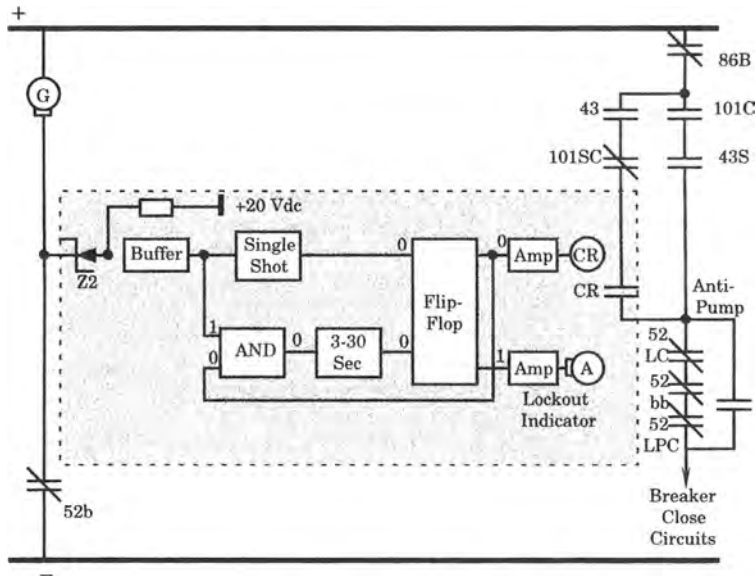 +
86B
G
43
101C
101SC
43S
+20 Vdc
Z2
Buffer
Single
Shot
0
Flip-
Flop
0
Amp
CR
CR
Anti-
Pump
1
0
AND
0
3-30
Sec
0
1
Amp
A
Lockout
Indicator
52
LC
52
bb
52
LPC
52b
Breaker
Close
Circuits
–